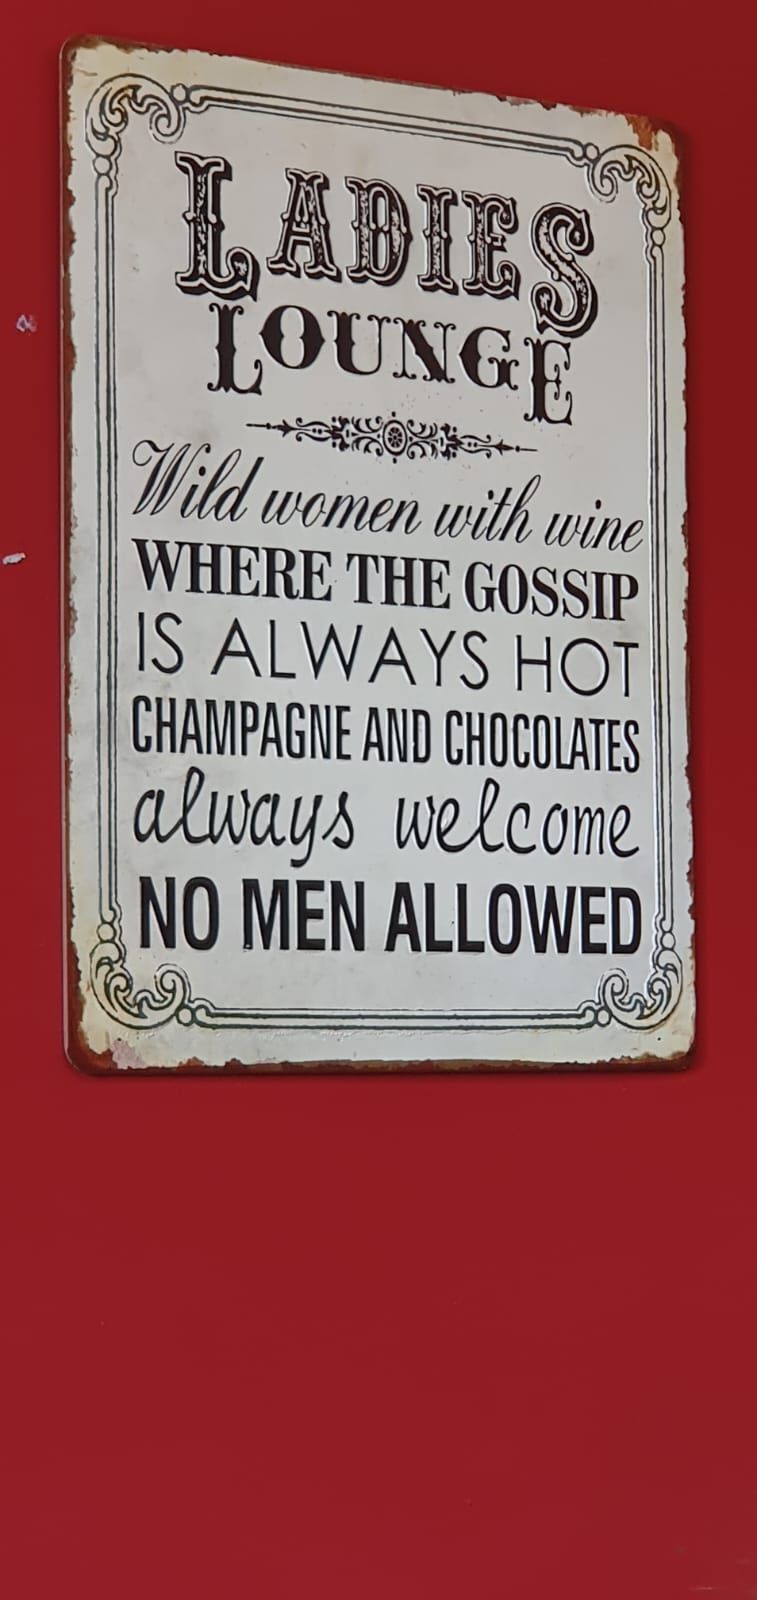 LADIES
LOUNGE
Wild women with wine
WHERE THE GOSSIP
IS ALWAYS HOT
CHAMPAGNE AND CHOCOLATES
always welcome
NO MEN ALLOWED